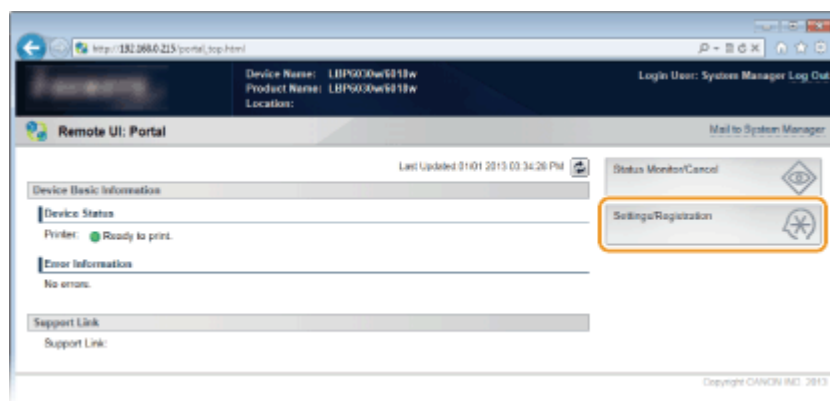 http://192.168.0.215/portal_top.html
Device Name: LBP6030w/6018w
Product Name: LBP6030w/6018w
Location:
Login User: System Manager Log Out
Remote UI: Portal
Mail to System Manager
Last Updated 01/01 2013 03:34:28 PM
Device Basic Information
Device Status
Printer: Ready to print.
Error Information
No errors.
Support Link
Support Link:
Status Monitor/Cancel
Settings/Registration
Copyright CANON INC. 2013